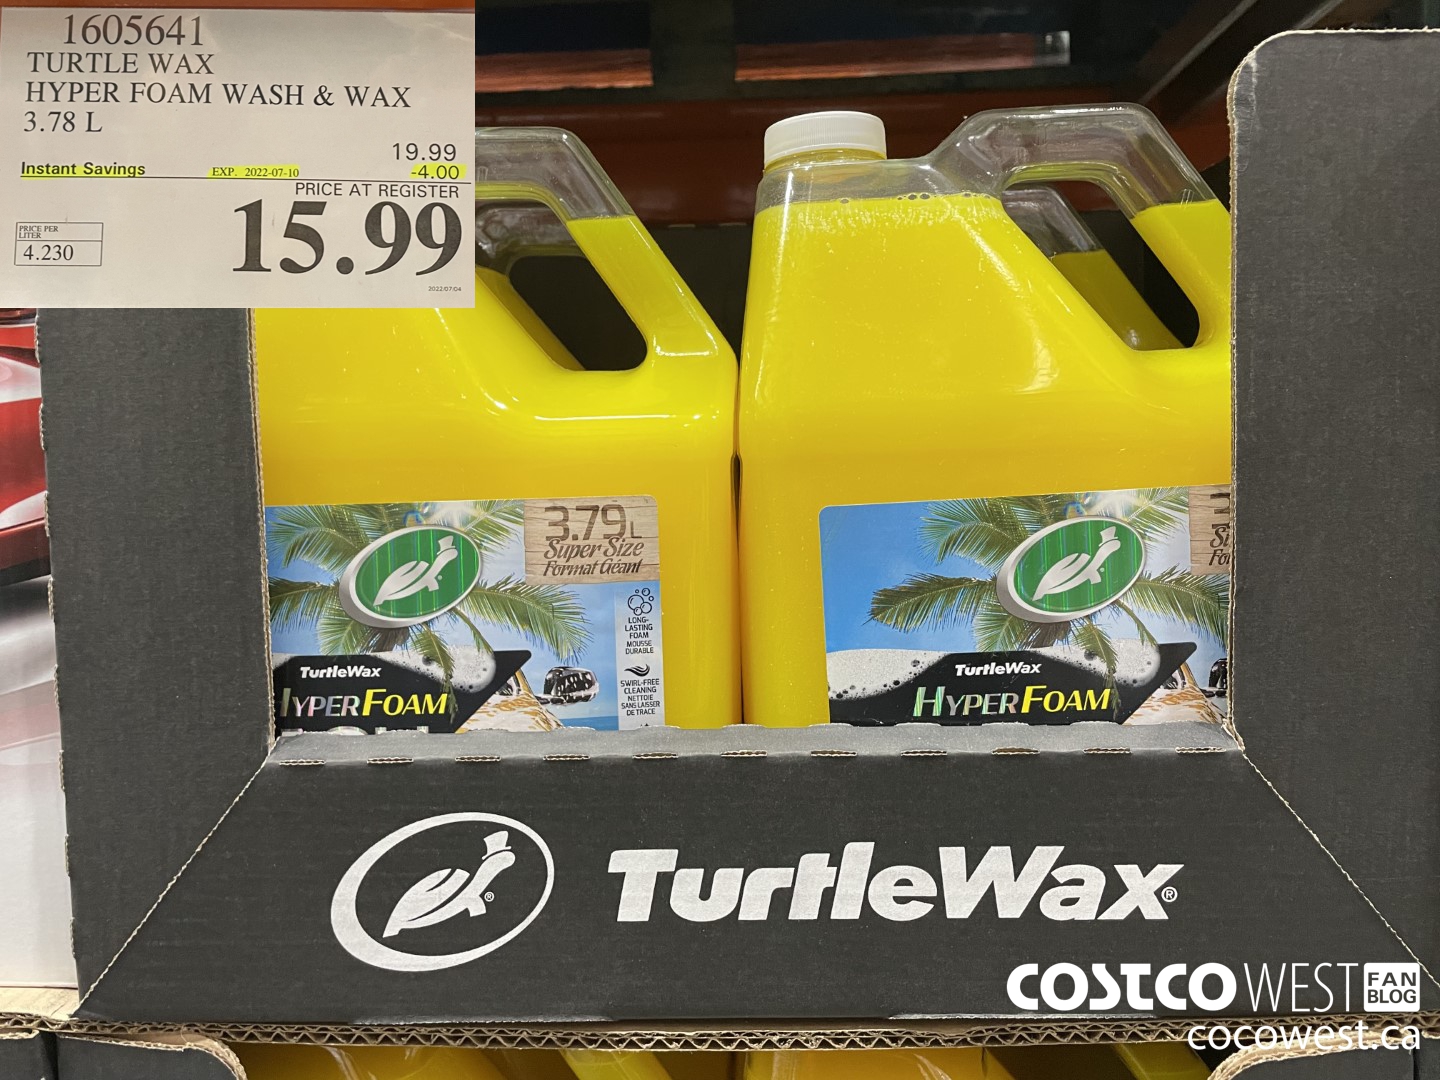 1605641
TURTLE WAX
HYPER FOAM WASH & WAX
3.78 L
19.99
Instant Savings EXP. 2022-07-10 -4.00
PRICE AT REGISTER
15.99
PRICE PER
LITER
4.230
2022/07/04
3.79L
Super Size
Format Géant
LONG-
LASTING
FOAM
MOUSSE
DURABLE
SWIRL-FREE
CLEANING
NETTOIE
SANS LAISSER
DE TRACE
TurtleWax
HYPERFOAM
3
Si
For
TurtleWax
HYPERFOAM
TurtleWax®
COSTCO WEST FAN
BLOG
cocowest.ca